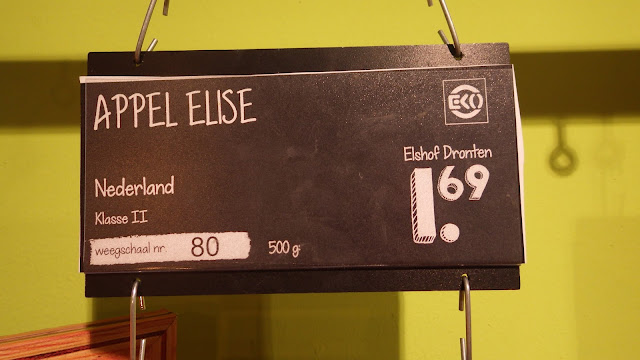 APPEL ELISE
EKO
Elshof Dronten
1.69
Nederland
Klasse II
weegschaal nr. 80
500 g